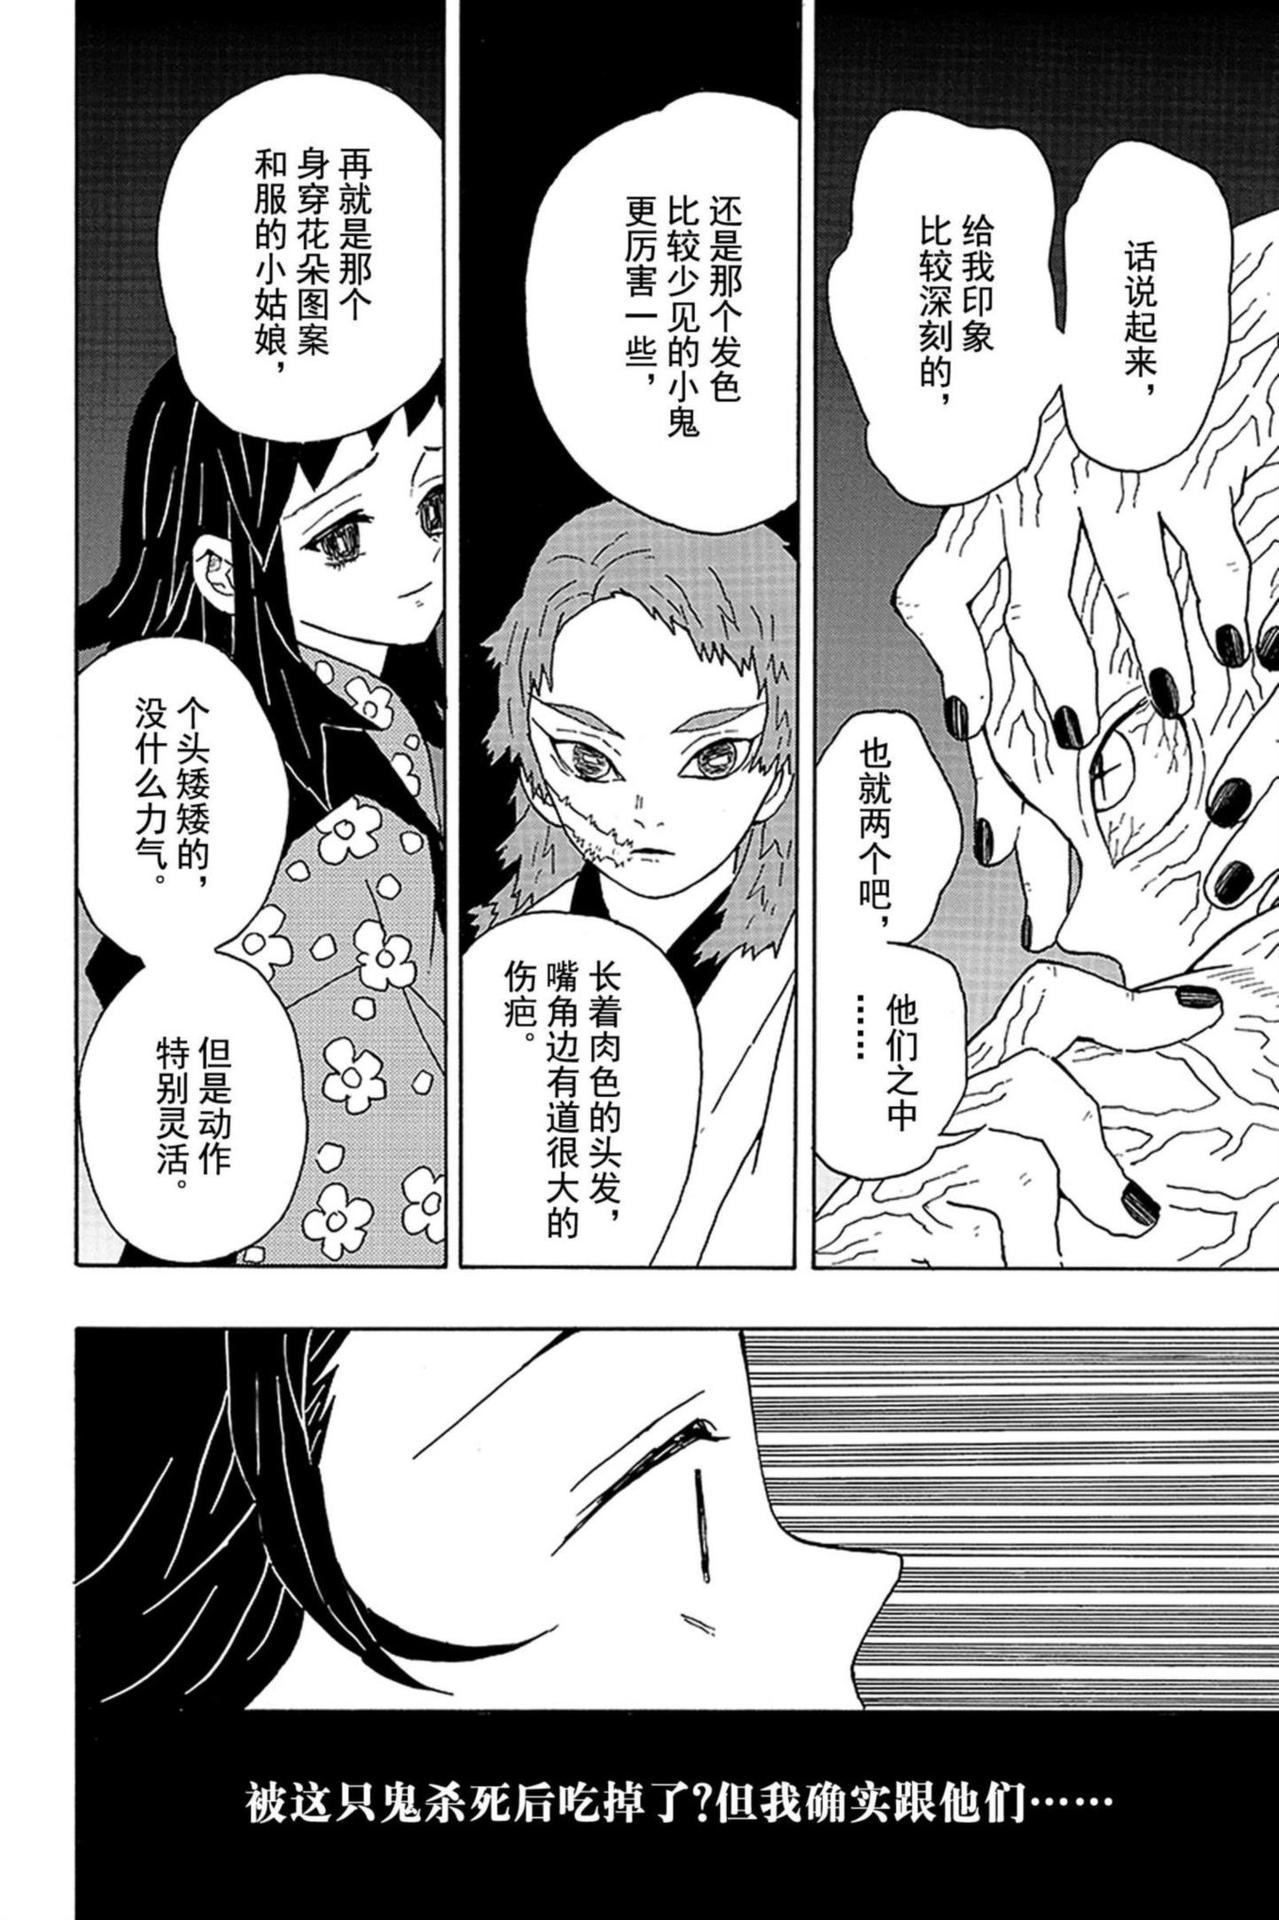 话说起来，
给我印象
比较深刻的，
也就两个吧，
他们之中
……
还是那个发色
比较少见的小鬼
更厉害一些，
长着肉色的头发，
嘴角边有道很大的
伤疤。
再就是那个
身穿花朵图案
和服的小姑娘，
个头矮矮的，
没什么力气。
但是动作
特别灵活。
被这只鬼杀死后吃掉了？但我确实跟他们……